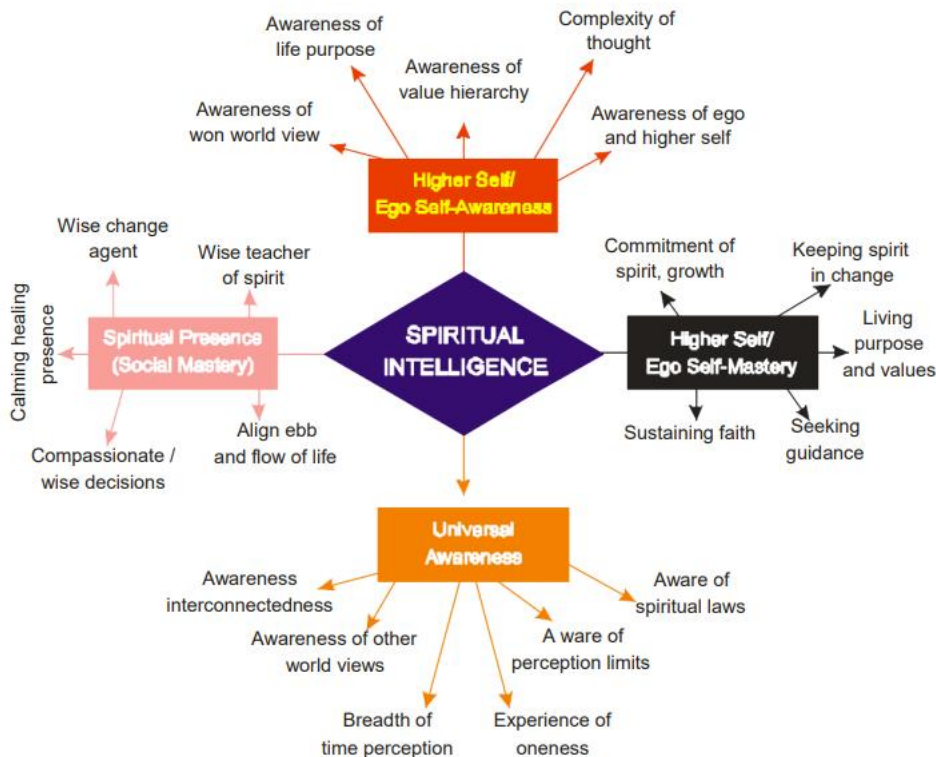 Awareness of
life purpose
Complexity of
thought
Awareness of
value hierarchy
Awareness of
won world view
Awareness of ego
and higher self
Higher Self/
Ego Self-Awareness
Wise change
agent
Wise teacher
of spirit
Calming healing
presence
Spiritual Presence
(Social Mastery)
Compassionate /
wise decisions
Align ebb
and flow of life
SPIRITUAL
INTELLIGENCE
Commitment of
spirit, growth
Keeping spirit
in change
Higher Self/
Ego Self-Mastery
Living
purpose
and values
Sustaining faith
Seeking
guidance
Universal
Awareness
Awareness
interconnectedness
Awareness of other
world views
Breadth of
time perception
Experience of
oneness
A ware of
perception limits
Aware of
spiritual laws